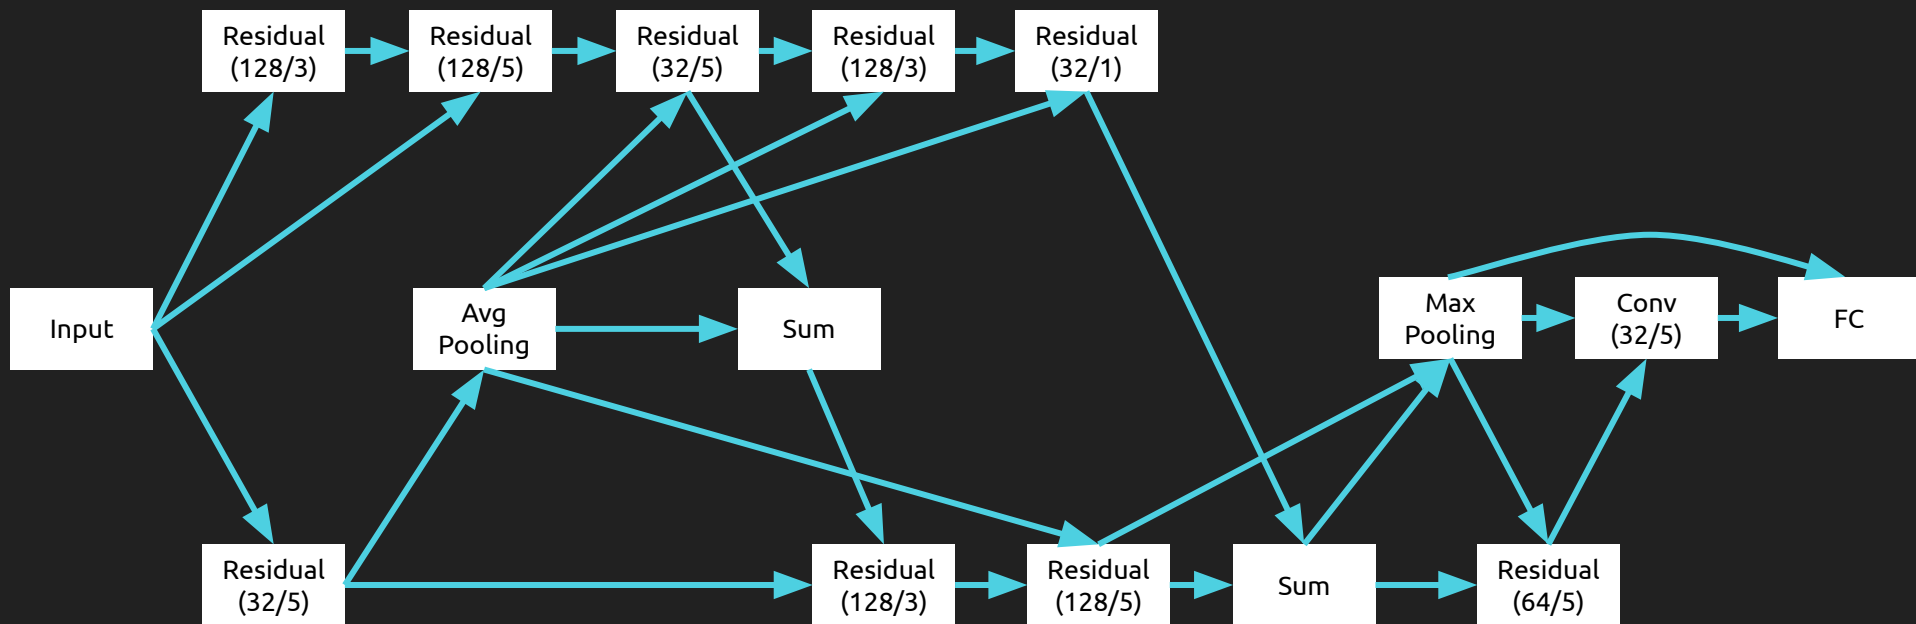 Residual
(128/3)
Residual
(128/5)
Residual
(32/5)
Residual
(128/3)
Residual
(32/1)
Input
Avg
Pooling
Sum
Max
Pooling
Conv
(32/5)
FC
Residual
(32/5)
Residual
(128/3)
Residual
(128/5)
Sum
Residual
(64/5)